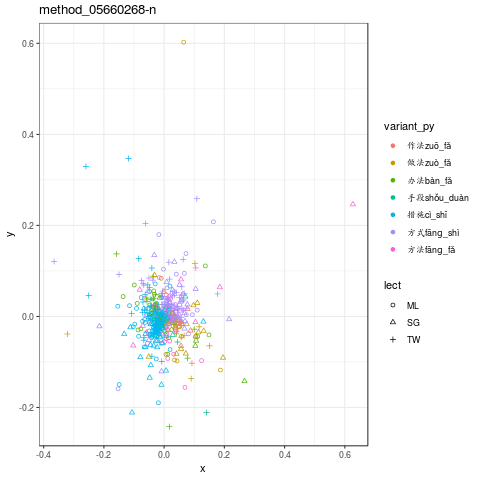 method_05660268-n
0.6
0.4
0.2
0.0
-0.2
-0.4
-0.2
0.0
0.2
0.4
0.6
x
y
variant_py
作法zuō_fǎ
做法zuò_fǎ
办法bàn_fǎ
手段shǒu_duàn
措施cì_shī
方式fāng_shì
方法fāng_fǎ
lect
ML
SG
TW